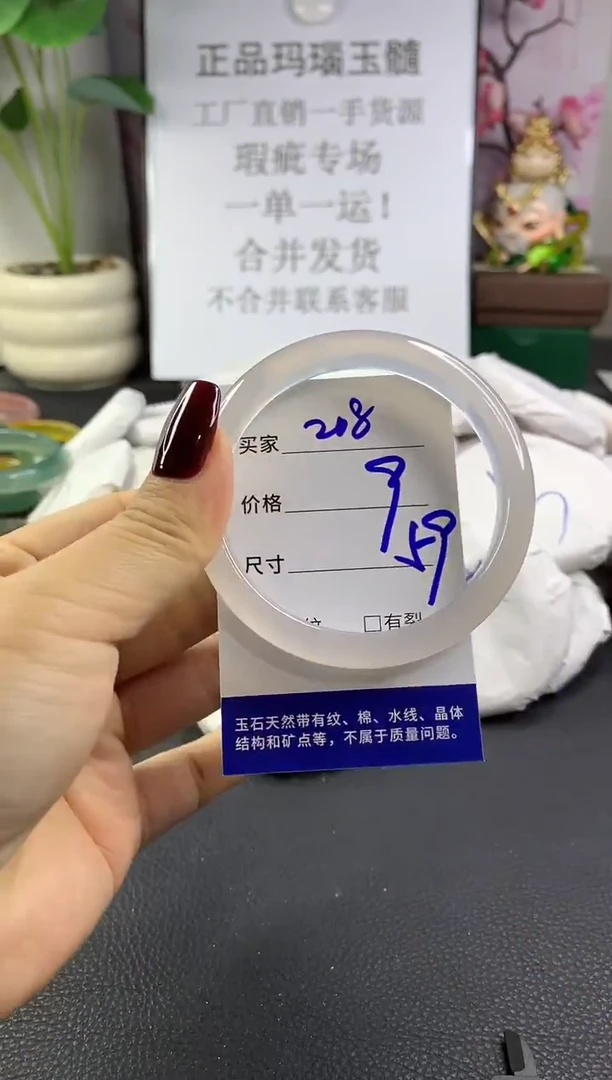 正品玛瑙玉髓
工厂直销一手货源
瑕疵专场
一单一运！
合并发货
不合并联系客服
买家 218
价格 9
尺寸 59
纹 □有裂
玉石天然带有纹、棉、水线、晶体
结构和矿点等，不属于质量问题。